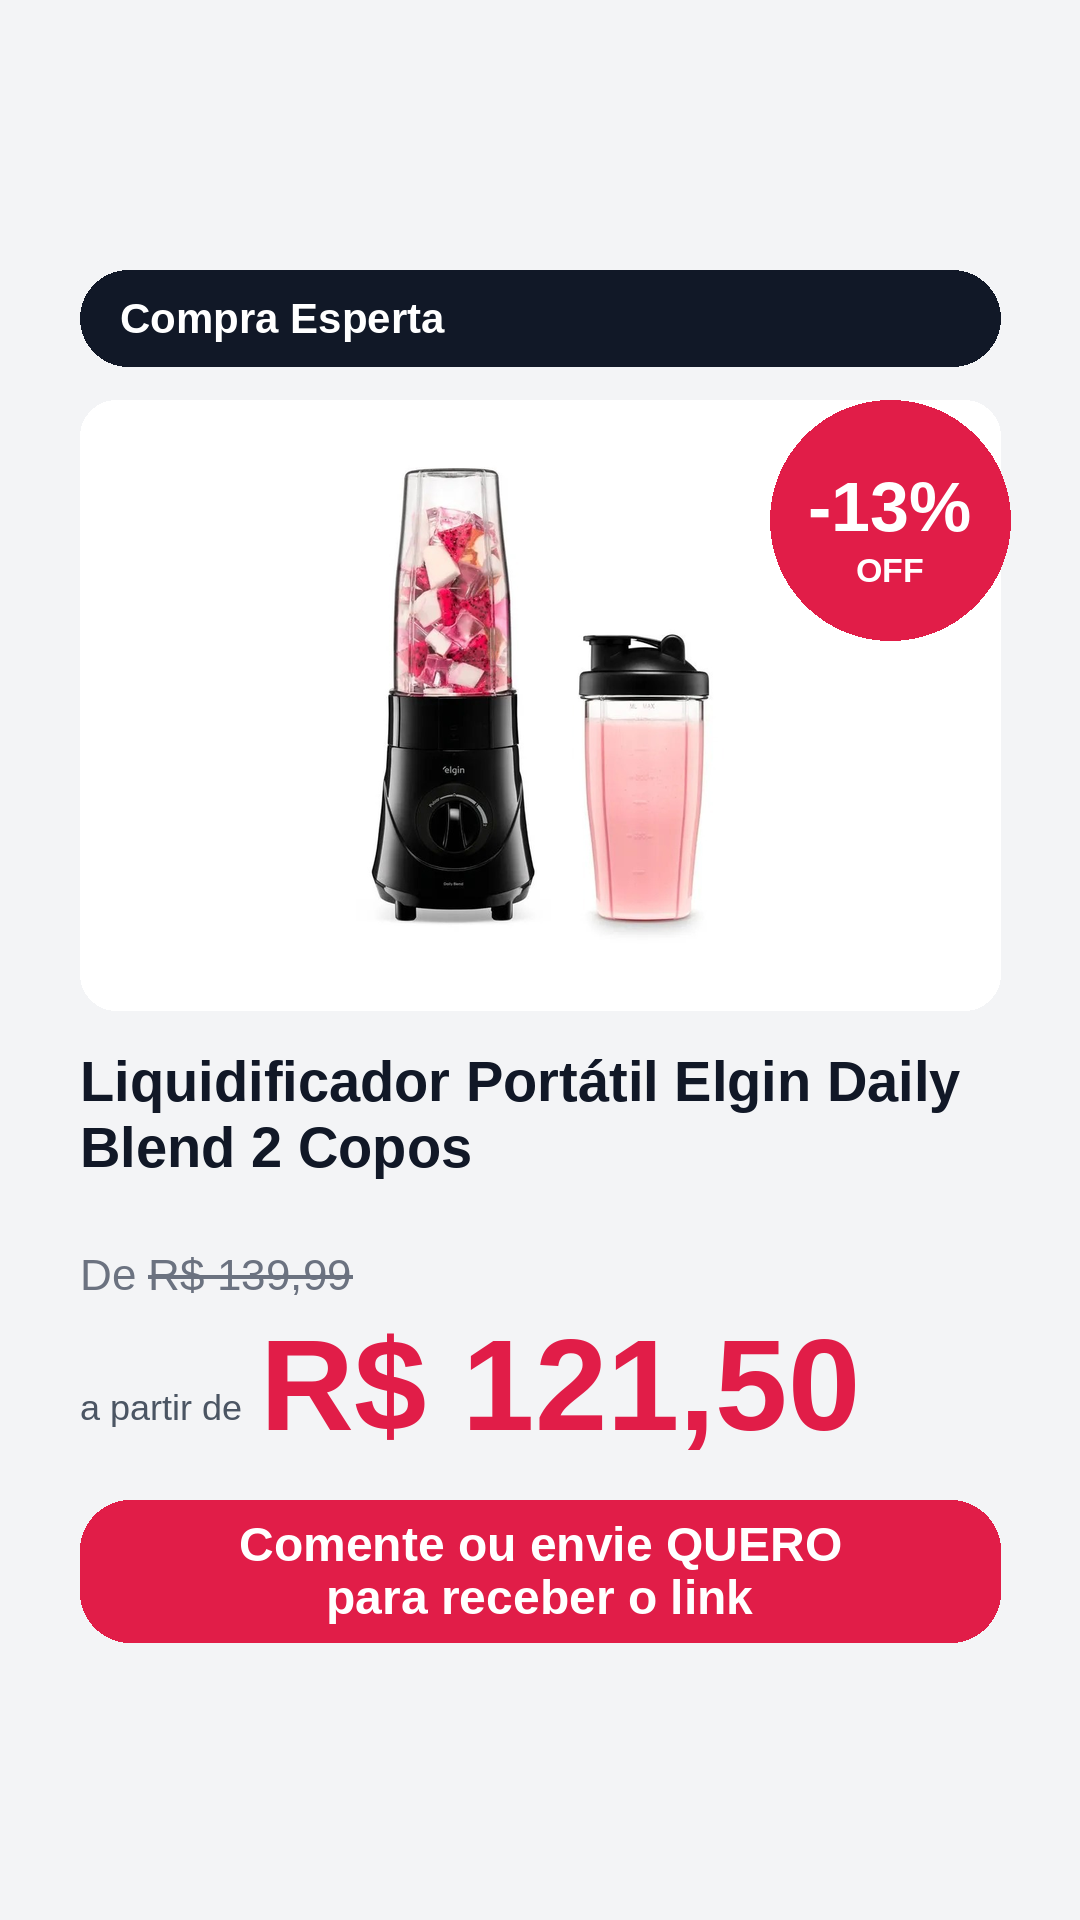 Compra Esperta
-13%
OFF
elgin
Liquidificador Portátil Elgin Daily
Blend 2 Copos
De R$ 139,99
a partir de R$ 121,50
Comente ou envie QUERO
para receber o link